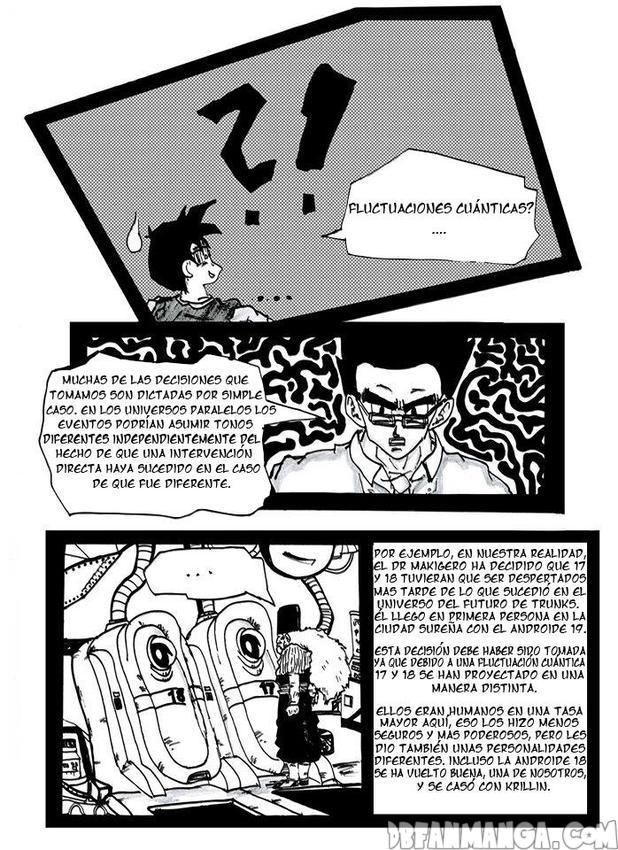 ?!
FLUCTUACIONES CUÁNTICAS?
....
....
MUCHAS DE LAS DECISIONES QUE
TOMAMOS SON DICTADAS POR SIMPLE
CASO. EN LOS UNIVERSOS PARALELOS LOS
EVENTOS PODRÍAN ASUMIR TONOS
DIFERENTES INDEPENDIENTEMENTE DEL
HECHO DE QUE UNA INTERVENCIÓN
DIRECTA HAYA SUCEDIDO EN EL CASO
DE QUE FUE DIFERENTE.
...
18
17
POR EJEMPLO, EN NUESTRA REALIDAD,
EL DR MAKIGERO HA DECIDIDO QUE 17
Y 18 TUVIERAN QUE SER DESPERTADOS
MAS TARDE DE LO QUE SUCEDIO EN EL
UNIVERSO DEL FUTURO DE TRUNKS.
ÉL LLEGO EN PRIMERA PERSONA EN LA
CIUDAD SUREÑA CON EL ANDROIDE 19.
ESTA DECISIÓN DEBE HABER SIDO TOMADA
YA QUE DEBIDO A UNA FLUCTUACIÓN CUÁNTICA
17 Y 18 SE HAN PROYECTADO EN UNA
MANERA DISTINTA.
ELLOS ERAN HUMANOS EN UNA TASA
MAYOR AQUÍ, ESO LOS HIZO MENOS
SEGUROS Y MÁS PODEROSOS, PERO LES
DIO TAMBIÉN UNAS PERSONALIDADES
DIFERENTES. INCLUSO LA ANDROIDE 18
SE HA VUELTO BUENA, UNA DE NOSOTROS,
Y SE CASÓ CON KRILLIN.
DBFANMANGA.COM